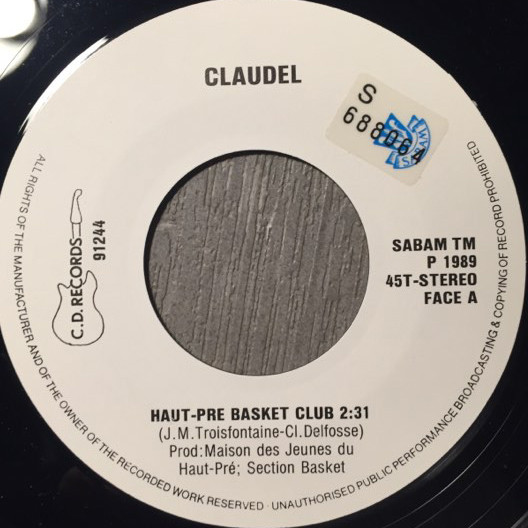 CLAUDEL
S
688064
SABAM
C.D. RECORDS
91244
SABAM TM
P 1989
45T-STEREO
FACE A
HAUT-PRE BASKET CLUB 2:31
(J.M.Troisfontaine-Cl.Delfosse)
Prod:Maison des Jeunes du
Haut-Pré; Section Basket
ALL RIGHTS OF THE MANUFACTURER AND OF THE OWNER OF THE RECORDED WORK RESERVED · UNAUTHORISED PUBLIC PERFORMANCE BROADCASTING & COPYING OF RECORD PROHIBITED